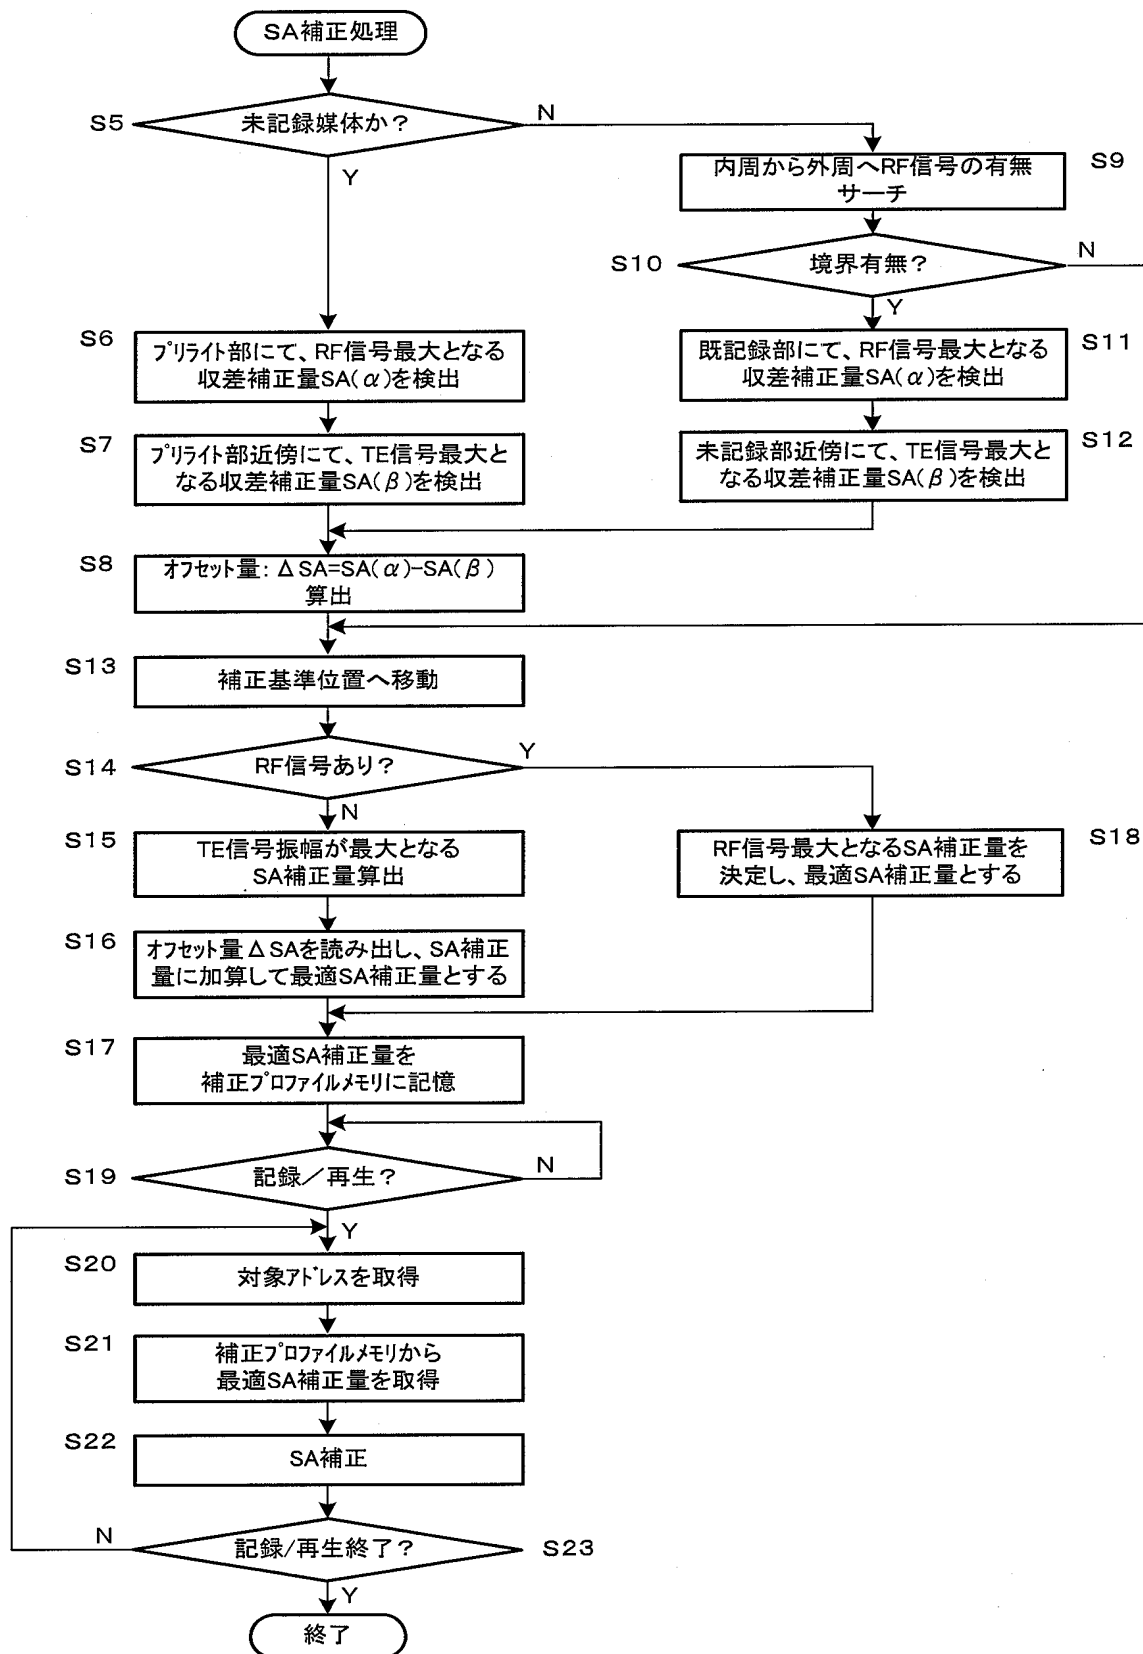 SA補正処理
S5
未記録媒体か？
N
Y
S9
内周から外周へRF信号の有無
サーチ
S10
境界有無？
N
Y
S6
プリライト部にて、RF信号最大となる
収差補正量SA(α)を検出
S11
既記録部にて、RF信号最大となる
収差補正量SA(α)を検出
S7
プリライト部近傍にて、TE信号最大と
なる収差補正量SA(β)を検出
S12
未記録部近傍にて、TE信号最大と
なる収差補正量SA(β)を検出
S8
オフセット量：ΔSA=SA(α)-SA(β)
算出
S13
補正基準位置へ移動
S14
RF信号あり？
Y
N
S15
TE信号振幅が最大となる
SA補正量算出
S18
RF信号最大となるSA補正量を
決定し、最適SA補正量とする
S16
オフセット量ΔSAを読み出し、SA補正
量に加算して最適SA補正量とする
S17
最適SA補正量を
補正プロファイルメモリに記憶
S19
記録／再生？
N
Y
S20
対象アドレスを取得
S21
補正プロファイルメモリから
最適SA補正量を取得
S22
SA補正
N
記録/再生終了？
S23
Y
終了